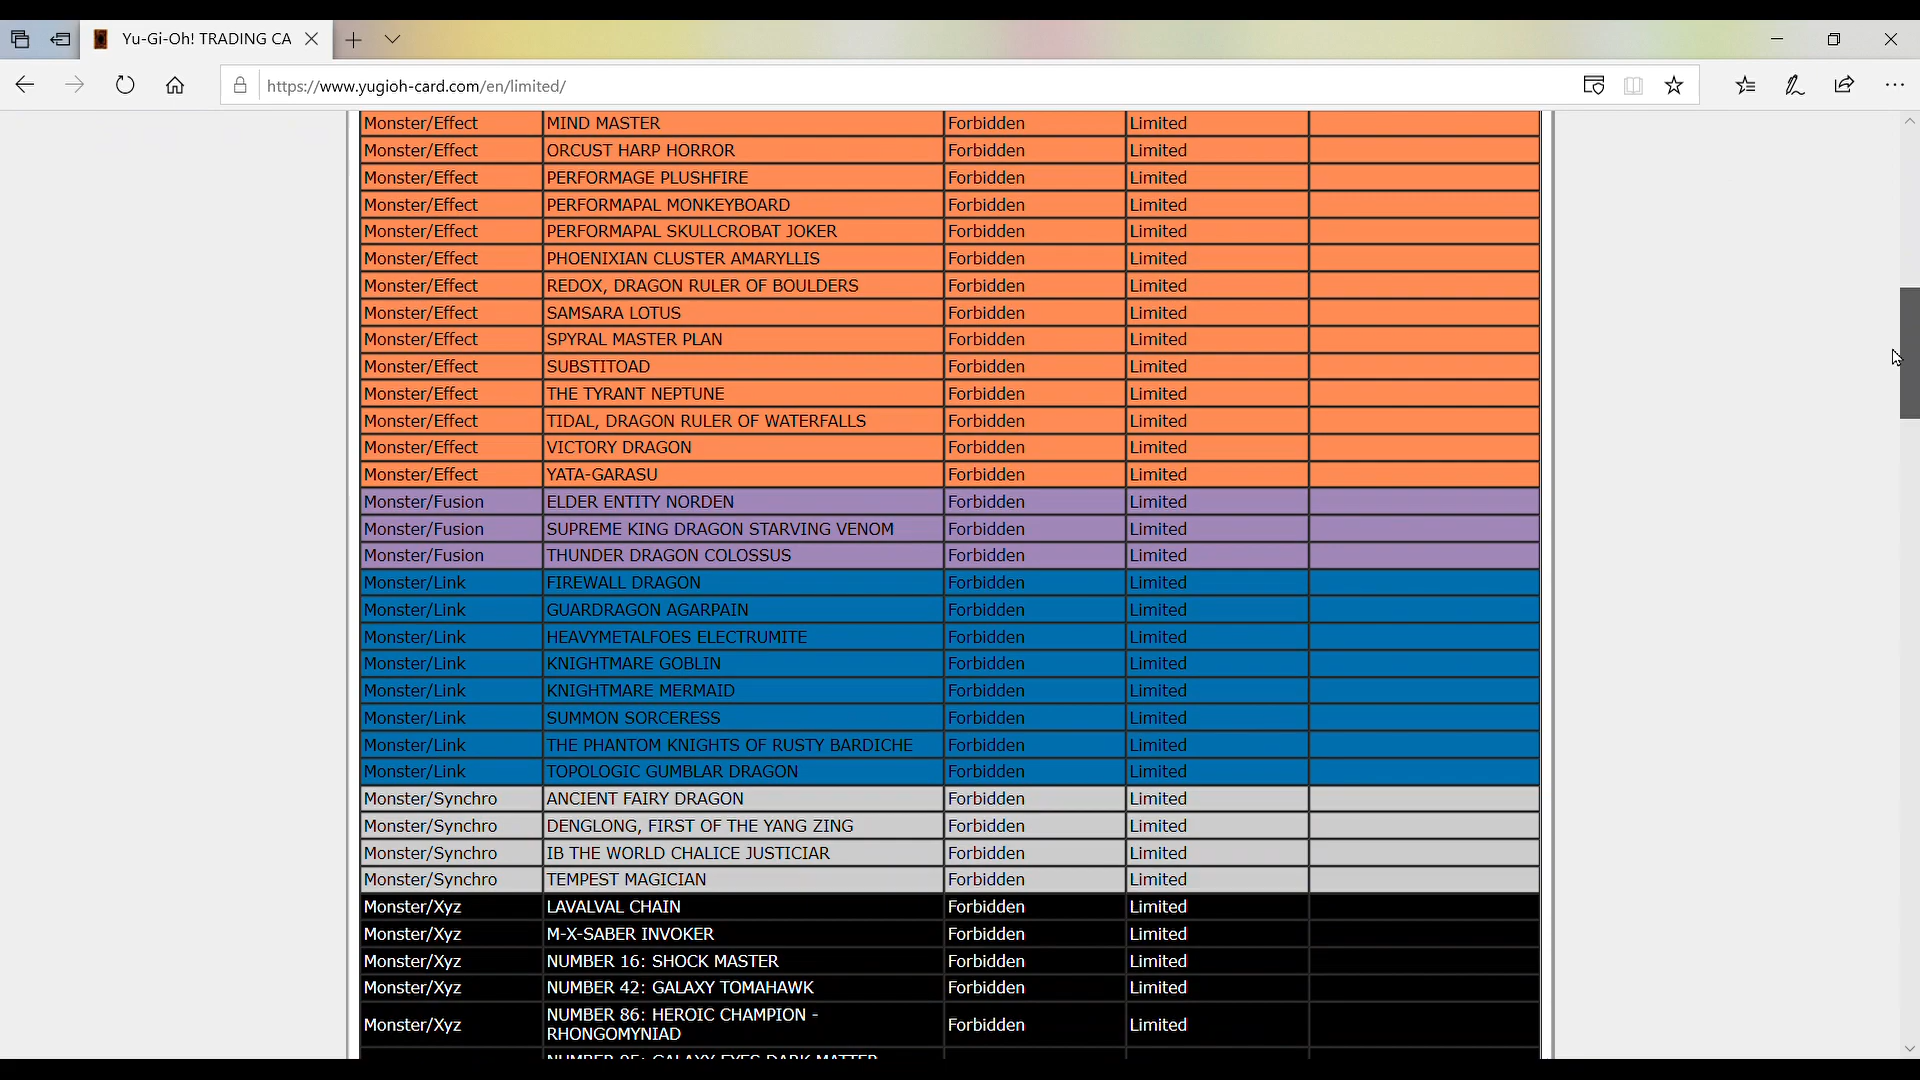 Yu-Gi-Oh! TRADING CA
https://www.yugioh-card.com/en/limited/
Monster/Effect MIND MASTER Forbidden Limited
Monster/Effect ORCUST HARP HORROR Forbidden Limited
Monster/Effect PERFORMAGE PLUSHFIRE Forbidden Limited
Monster/Effect PERFORMAPAL MONKEYBOARD Forbidden Limited
Monster/Effect PERFORMAPAL SKULLCROBAT JOKER Forbidden Limited
Monster/Effect PHOENIXIAN CLUSTER AMARYLLIS Forbidden Limited
Monster/Effect REDOX, DRAGON RULER OF BOULDERS Forbidden Limited
Monster/Effect SAMSARA LOTUS Forbidden Limited
Monster/Effect SPYRAL MASTER PLAN Forbidden Limited
Monster/Effect SUBSTITOAD Forbidden Limited
Monster/Effect THE TYRANT NEPTUNE Forbidden Limited
Monster/Effect TIDAL, DRAGON RULER OF WATERFALLS Forbidden Limited
Monster/Effect VICTORY DRAGON Forbidden Limited
Monster/Effect YATA-GARASU Forbidden Limited
Monster/Fusion ELDER ENTITY NORDEN Forbidden Limited
Monster/Fusion SUPREME KING DRAGON STARVING VENOM Forbidden Limited
Monster/Fusion THUNDER DRAGON COLOSSUS Forbidden Limited
Monster/Link FIREWALL DRAGON Forbidden Limited
Monster/Link GUARDRAGON AGARPAIN Forbidden Limited
Monster/Link HEAVYMETALFOES ELECTRUMITE Forbidden Limited
Monster/Link KNIGHTMARE GOBLIN Forbidden Limited
Monster/Link KNIGHTMARE MERMAID Forbidden Limited
Monster/Link SUMMON SORCERESS Forbidden Limited
Monster/Link THE PHANTOM KNIGHTS OF RUSTY BARDICHE Forbidden Limited
Monster/Link TOPOLOGIC GUMBLAR DRAGON Forbidden Limited
Monster/Synchro ANCIENT FAIRY DRAGON Forbidden Limited
Monster/Synchro DENGLONG, FIRST OF THE YANG ZING Forbidden Limited
Monster/Synchro IB THE WORLD CHALICE JUSTICIAR Forbidden Limited
Monster/Synchro TEMPEST MAGICIAN Forbidden Limited
Monster/Xyz LAVALVAL CHAIN Forbidden Limited
Monster/Xyz M-X-SABER INVOKER Forbidden Limited
Monster/Xyz NUMBER 16: SHOCK MASTER Forbidden Limited
Monster/Xyz NUMBER 42: GALAXY TOMAHAWK Forbidden Limited
NUMBER 86: HEROIC CHAMPION -
Monster/Xyz RHONGOMYNIAD Forbidden Limited
NUMBER 95: GALAXY-EYES DARK MATTER